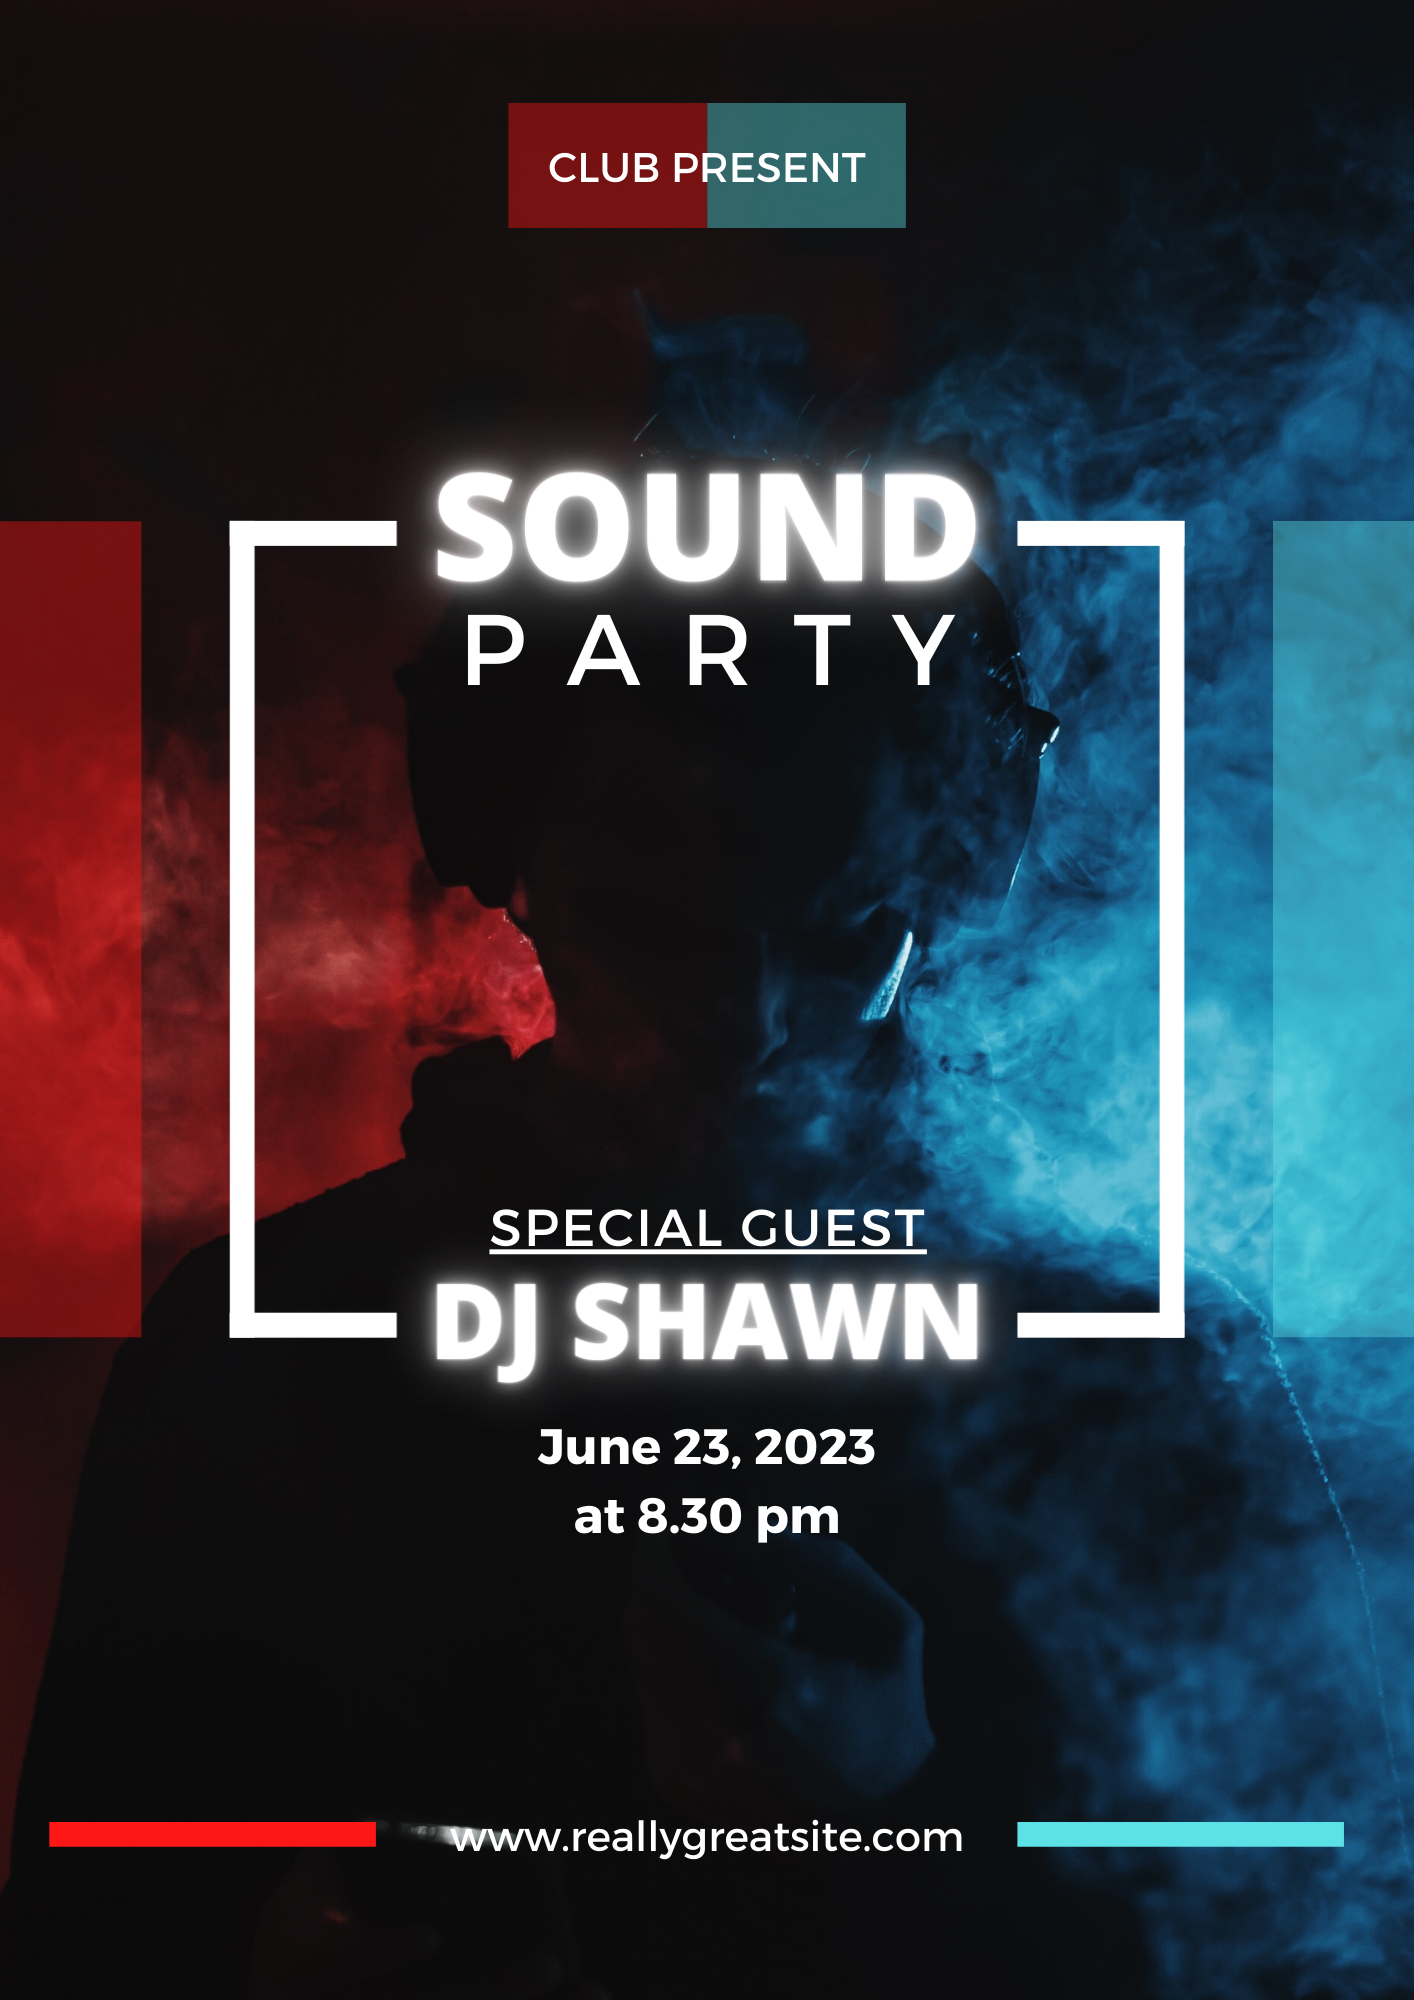 CLUB PRESENT
SOUND
PARTY
SPECIAL GUEST
DJ SHAWN
June 23, 2023
at 8.30 pm
www.reallygreatsite.com